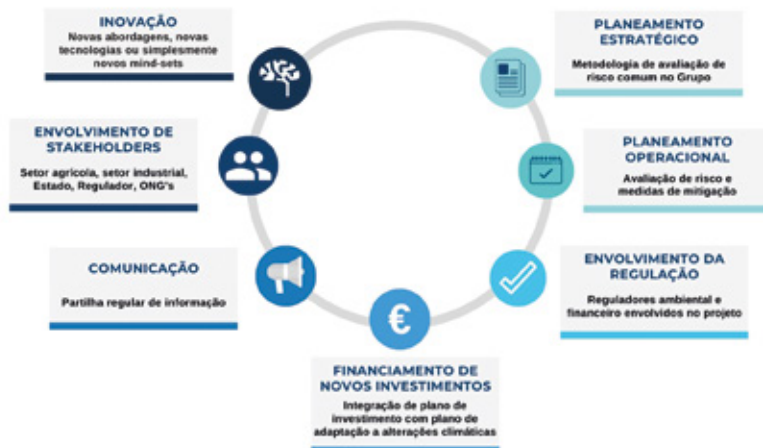 INOVAÇÃO
Novas abordagens, novas
tecnologias ou simplesmente
novos mind-sets
PLANEAMENTO
ESTRATÉGICO
Metodologia de avaliação de
risco comum no Grupo
ENVOLVIMENTO DE
STAKEHOLDERS
Setor agrícola, setor industrial,
Estado, Regulador, ONG's
PLANEAMENTO
OPERACIONAL
Avaliação de risco e
medidas de mitigação
COMUNICAÇÃO
Partilha regular de informação
ENVOLVIMENTO DA
REGULAÇÃO
Reguladores ambiental e
financeiro envolvidos no projeto
€
FINANCIAMENTO DE
NOVOS INVESTIMENTOS
Integração de plano de
investimento com plano de
adaptação a alterações climáticas